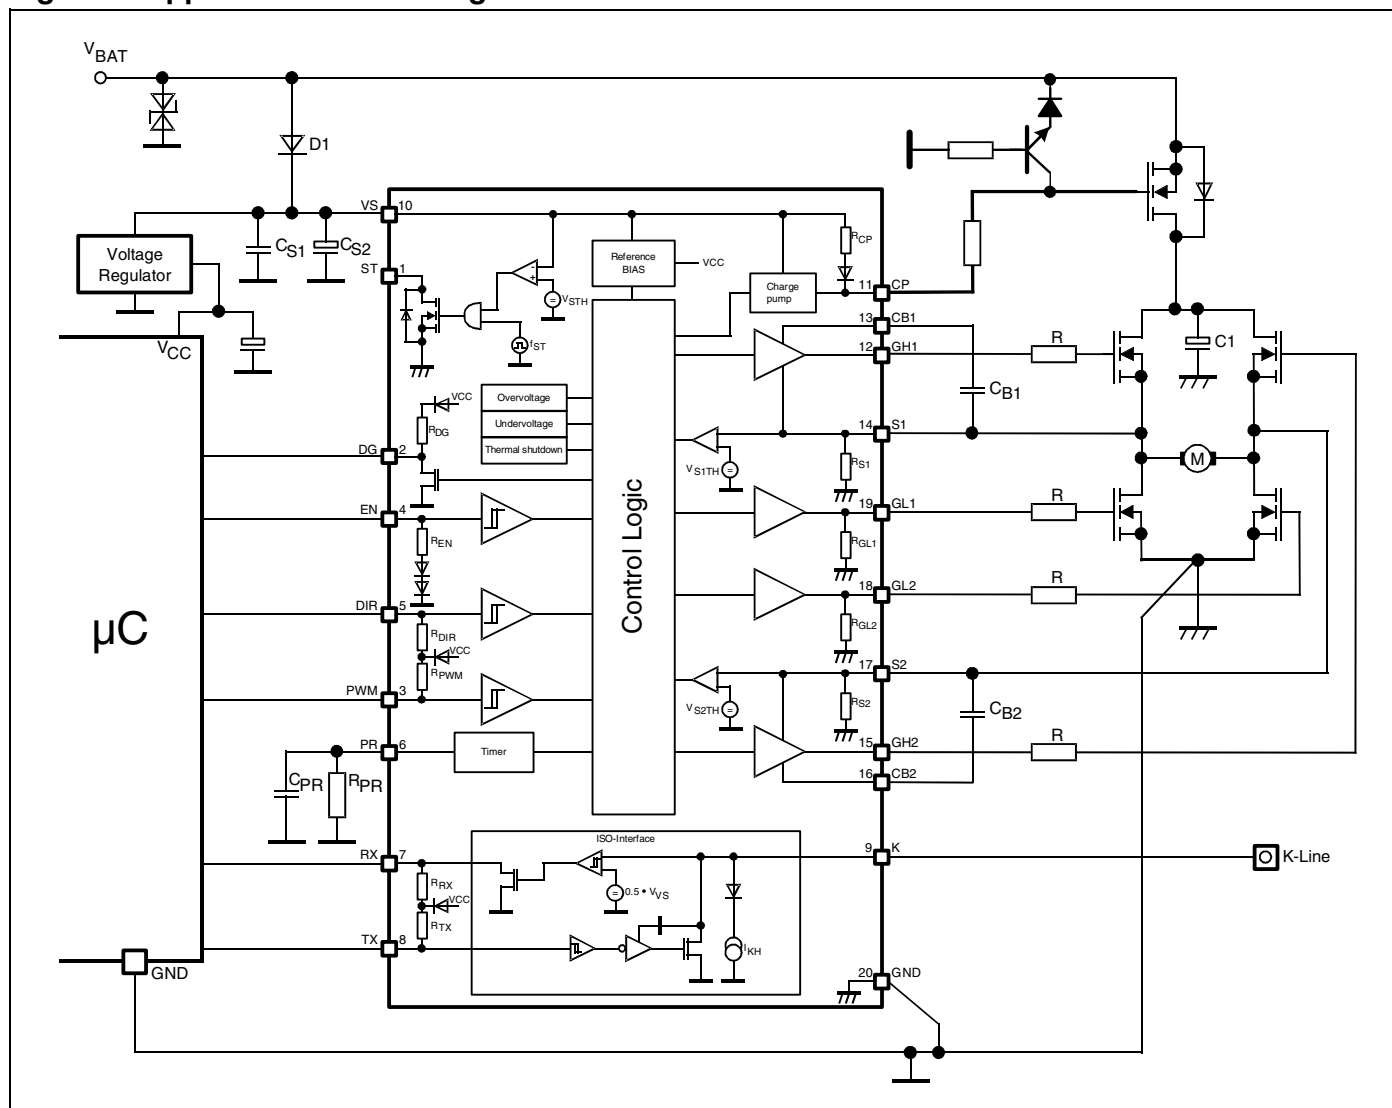 V_BAT
D1
VS 10
C_S1
C_S2
Voltage
Regulator
ST 1
R_CP
Reference
BIAS
VCC
Charge
pump
11 CP
V_STH
f_ST
13 CB1
12 GH1
R
C1
V_CC
C_B1
Overvoltage
Undervoltage
Thermal shutdown
VCC
R_DG
DG 2
14 S1
V_S1TH
R_S1
M
Control Logic
EN 4
R_EN
19 GL1
R
R_GL1
µC
DIR 5
R_DIR
VCC
R_PWM
PWM 3
18 GL2
R
R_GL2
17 S2
V_S2TH
R_S2
C_B2
PR 6
Timer
C_PR
R_PR
15 GH2
R
16 CB2
ISO-Interface
RX 7
9 K
K-Line
R_RX
VCC
R_TX
0.5 • V_VS
TX 8
I_KH
GND
20 GND